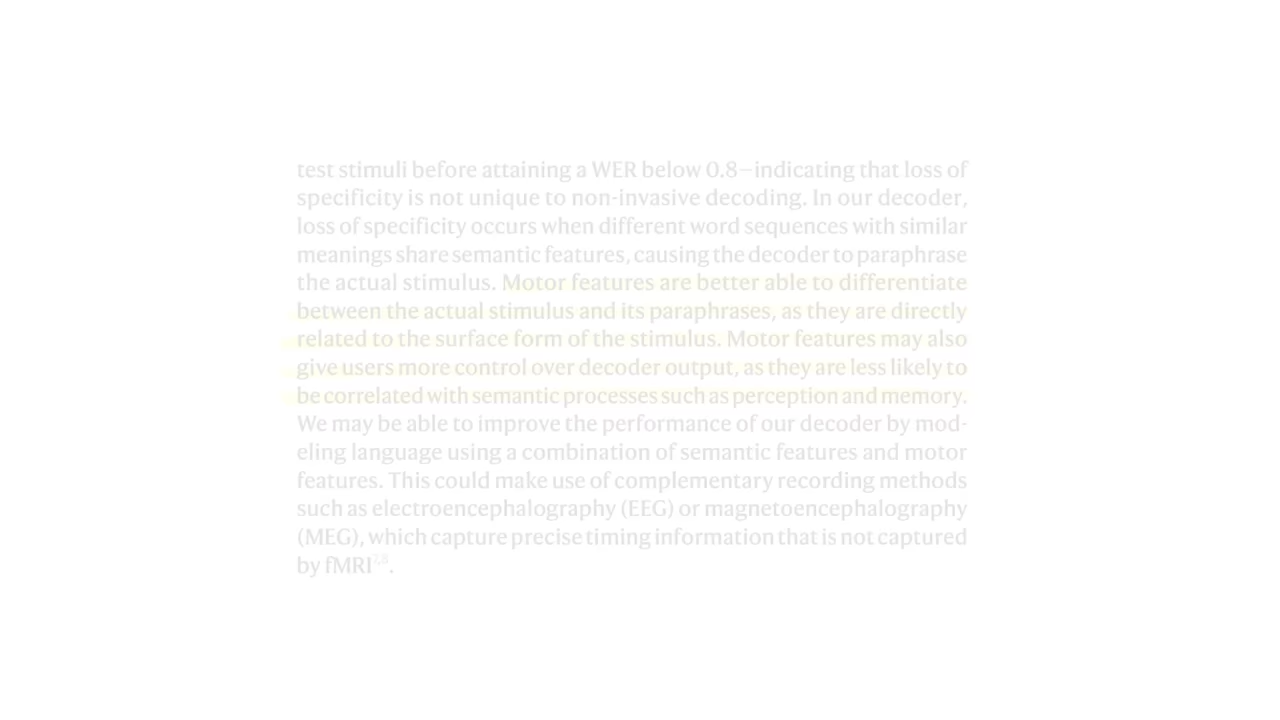 test stimuli before attaining a WER below 0.8—indicating that loss of
specificity is not unique to non-invasive decoding. In our decoder,
loss of specificity occurs when different word sequences with similar
meanings share semantic features, causing the decoder to paraphrase
the actual stimulus. Motor features are better able to differentiate
between the actual stimulus and its paraphrases, as they are directly
related to the surface form of the stimulus. Motor features may also
give users more control over decoder output, as they are less likely to
be correlated with semantic processes such as perception and memory.
We may be able to improve the performance of our decoder by mod-
eling language using a combination of semantic features and motor
features. This could make use of complementary recording methods
such as electroencephalography (EEG) or magnetoencephalography
(MEG), which capture precise timing information that is not captured
by fMRI.